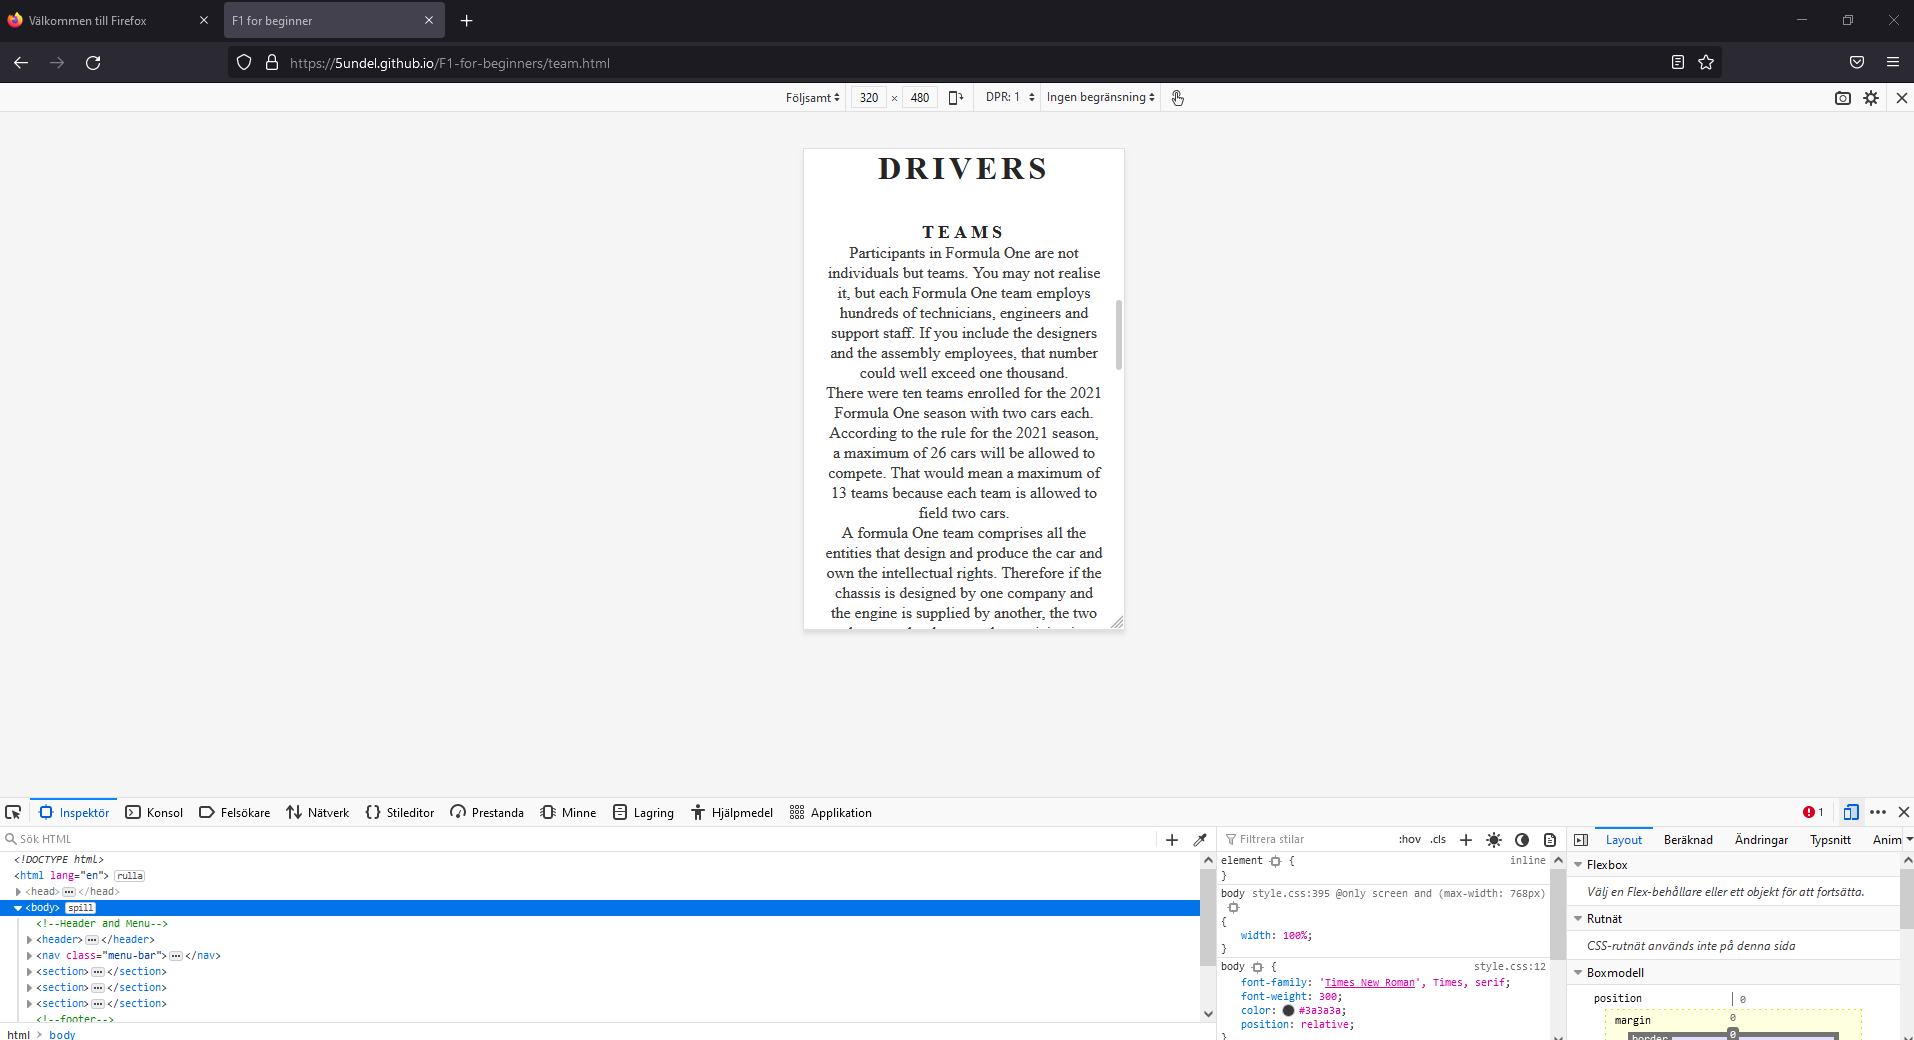 Välkommen till Firefox
F1 for beginner
https://5undel.github.io/F1-for-beginners/team.html
Följsamt 320 × 480 DPR: 1 Ingen begränsning
DRIVERS
TEAMS
Participants in Formula One are not
individuals but teams. You may not realise
it, but each Formula One team employs
hundreds of technicians, engineers and
support staff. If you include the designers
and the assembly employees, that number
could well exceed one thousand.
There were ten teams enrolled for the 2021
Formula One season with two cars each.
According to the rule for the 2021 season,
a maximum of 26 cars will be allowed to
compete. That would mean a maximum of
13 teams because each team is allowed to
field two cars.
A formula One team comprises all the
entities that design and produce the car and
own the intellectual rights. Therefore if the
chassis is designed by one company and
the engine is supplied by another, the two
Inspektör Konsol Felsökare Nätverk Stileditor Prestanda Minne Lagring Hjälpmedel Applikation 1
Sök HTML
<!DOCTYPE html>
<html lang="en"> rulla
<head> ··· </head>
<body> spill
<!--Header and Menu-->
<header> ··· </header>
<nav class="menu-bar"> ··· </nav>
<section> ··· </section>
<section> ··· </section>
<section> ··· </section>
<!--footer-->
html > body
Filtrera stilar :hov .cls
element { inline
}
body style.css:395 @only screen and (max-width: 768px)
{
width: 100%;
}
body { style.css:12
font-family: 'Times New Roman', Times, serif;
font-weight: 300;
color: #3a3a3a;
position: relative;
}
Layout Beräknad Ändringar Typsnitt Anim
Flexbox
Välj en Flex-behållare eller ett objekt för att fortsätta.
Rutnät
CSS-rutnät används inte på denna sida
Boxmodell
position 0
margin 0
border 0